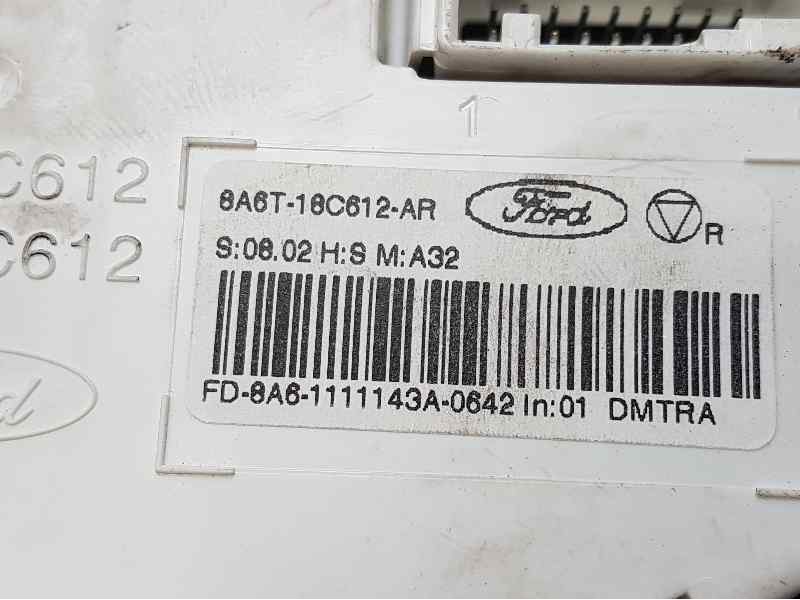 1
C612
C612
8A6T-18C612-AR
Ford
R
S:08.02 H:S M:A32
FD-8A6-1111143A-0642 In:01 DMTRA